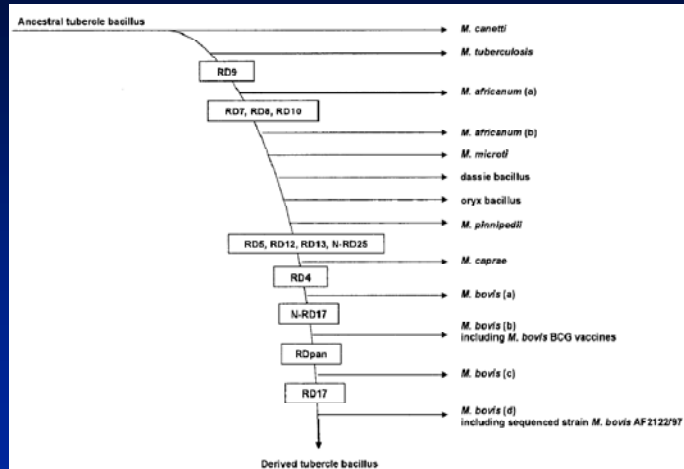 Ancestral tubercle bacillus
M. canetti
M. tuberculosis
RD9
M. africanum (a)
RD7, RD8, RD10
M. africanum (b)
M. microti
dassie bacillus
oryx bacillus
M. pinnipedii
RD5, RD12, RD13, N-RD25
M. caprae
RD4
M. bovis (a)
N-RD17
M. bovis (b)
including M. bovis BCG vaccines
RDpan
M. bovis (c)
RD17
M. bovis (d)
including sequenced strain M. bovis AF2122/97
Derived tubercle bacillus